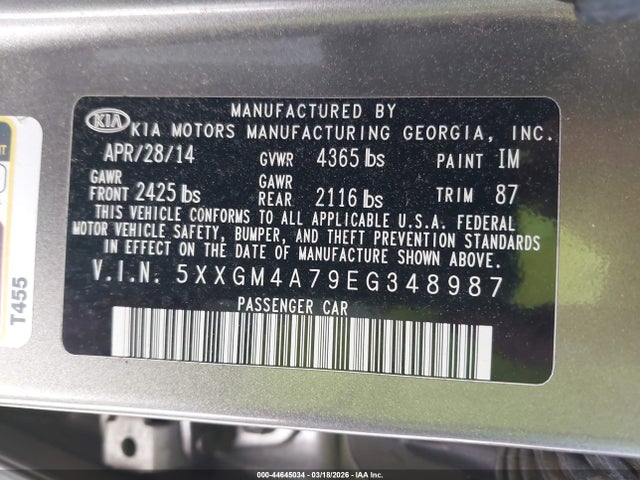 MANUFACTURED BY
KIA KIA MOTORS MANUFACTURING GEORGIA, INC.
APR/28/14 GVWR 4365 lbs PAINT IM
GAWR FRONT 2425 lbs GAWR REAR 2116 lbs TRIM 87
THIS VEHICLE CONFORMS TO ALL APPLICABLE U.S.A. FEDERAL
MOTOR VEHICLE SAFETY, BUMPER, AND THEFT PREVENTION STANDARDS
IN EFFECT ON THE DATE OF MANUFACTURE SHOWN ABOVE.
V.I.N. 5XXGM4A79EG348987
PASSENGER CAR
T455
000-44645034 | 03/18/2026 | IAA, Inc.